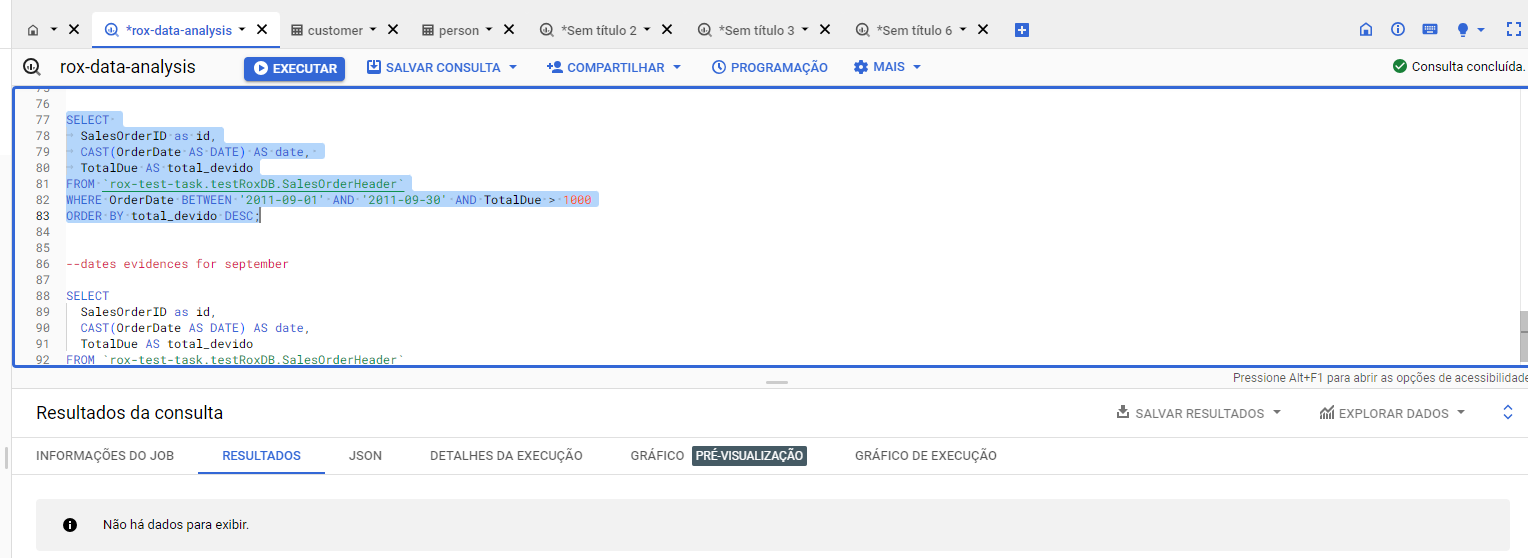 *rox-data-analysis customer person *Sem título 2 *Sem título 3 *Sem título 6
rox-data-analysis EXECUTAR SALVAR CONSULTA COMPARTILHAR PROGRAMAÇÃO MAIS Consulta concluída.
76
77 SELECT
78 SalesOrderID as id,
79 CAST(OrderDate AS DATE) AS date,
80 TotalDue AS total_devido
81 FROM `rox-test-task.testRoxDB.SalesOrderHeader`
82 WHERE OrderDate BETWEEN '2011-09-01' AND '2011-09-30' AND TotalDue > 1000
83 ORDER BY total_devido DESC;
84
85
86 --dates evidences for september
87
88 SELECT
89 SalesOrderID as id,
90 CAST(OrderDate AS DATE) AS date,
91 TotalDue AS total_devido
92 FROM `rox-test-task.testRoxDB.SalesOrderHeader`
Pressione Alt+F1 para abrir as opções de acessibilidade
Resultados da consulta SALVAR RESULTADOS EXPLORAR DADOS
INFORMAÇÕES DO JOB RESULTADOS JSON DETALHES DA EXECUÇÃO GRÁFICO PRÉ-VISUALIZAÇÃO GRÁFICO DE EXECUÇÃO
Não há dados para exibir.